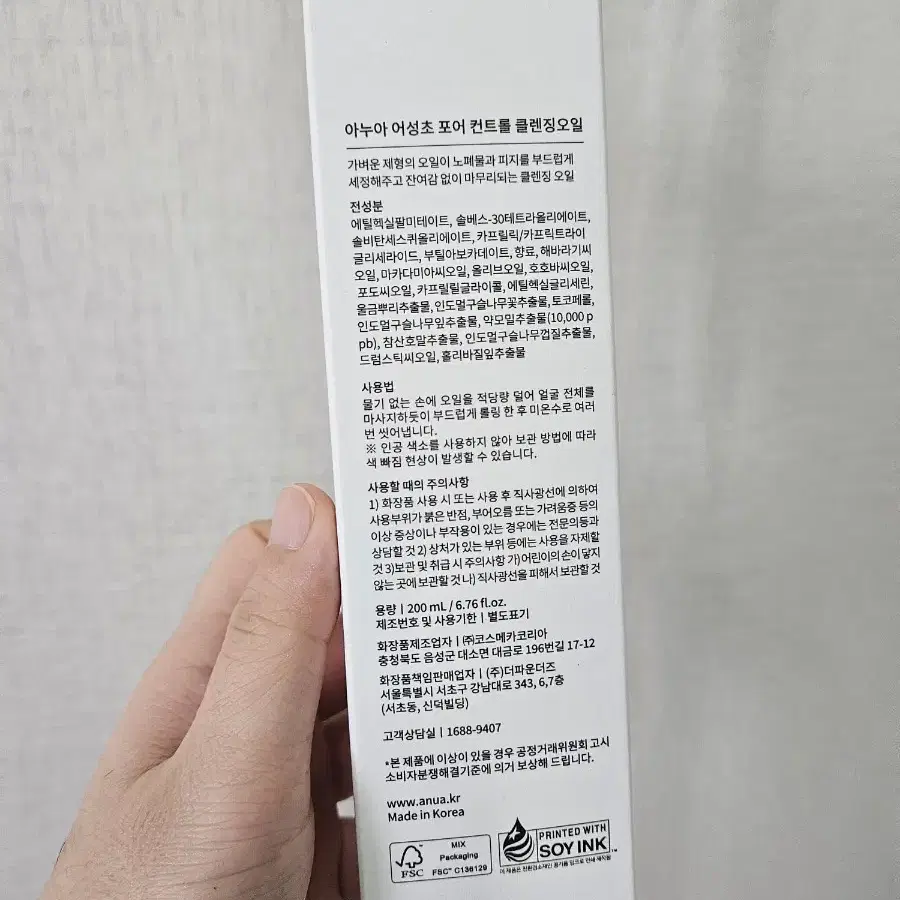 아누아 어성초 포어 컨트롤 클렌징오일
가벼운 제형의 오일이 노폐물과 피지를 부드럽게
세정해주고 잔여감 없이 마무리되는 클렌징 오일
전성분
에틸헥실팔미테이트, 솔베스-30테트라올리에이트,
솔비탄세스퀴올리에이트, 카프릴릭/카프릭트라이
글리세라이드, 부틸아보카데이트, 향료, 해바라기씨
오일, 마카다미아씨오일, 올리브오일, 호호바씨오일,
포도씨오일, 카프릴릴글라이콜, 에틸헥실글리세린,
울금뿌리추출물, 인도멀구슬나무꽃추출물, 토코페롤,
인도멀구슬나무잎추출물, 약모밀추출물(10,000 p
pb), 참산호말추출물, 인도멀구슬나무껍질추출물,
드럼스틱씨오일, 홀리바질잎추출물
사용법
물기 없는 손에 오일을 적당량 덜어 얼굴 전체를
마사지하듯이 부드럽게 롤링 한 후 미온수로 여러
번 씻어냅니다.
※ 인공 색소를 사용하지 않아 보관 방법에 따라
색 빠짐 현상이 발생할 수 있습니다.
사용할 때의 주의사항
1) 화장품 사용 시 또는 사용 후 직사광선에 의하여
사용부위가 붉은 반점, 부어오름 또는 가려움증 등의
이상 증상이나 부작용이 있는 경우에는 전문의등과
상담할 것 2) 상처가 있는 부위 등에는 사용을 자제할
것 3)보관 및 취급 시 주의사항 가)어린이의 손이 닿지
않는 곳에 보관할 것 나) 직사광선을 피해서 보관할 것
용량 | 200 mL / 6.76 fl.oz.
제조번호 및 사용기한 | 별도표기
화장품제조업자 | ㈜코스메카코리아
충청북도 음성군 대소면 대금로 196번길 17-12
화장품책임판매업자 | (주)더파운더즈
서울특별시 서초구 강남대로 343, 6,7층
(서초동, 신덕빌딩)
고객상담실 | 1688-9407
*본 제품에 이상이 있을 경우 공정거래위원회 고시
소비자분쟁해결기준에 의거 보상해 드립니다.
www.anua.kr
Made in Korea
FSC
MIX
Packaging
FSC™ C136129
PRINTED WITH
SOY INK™